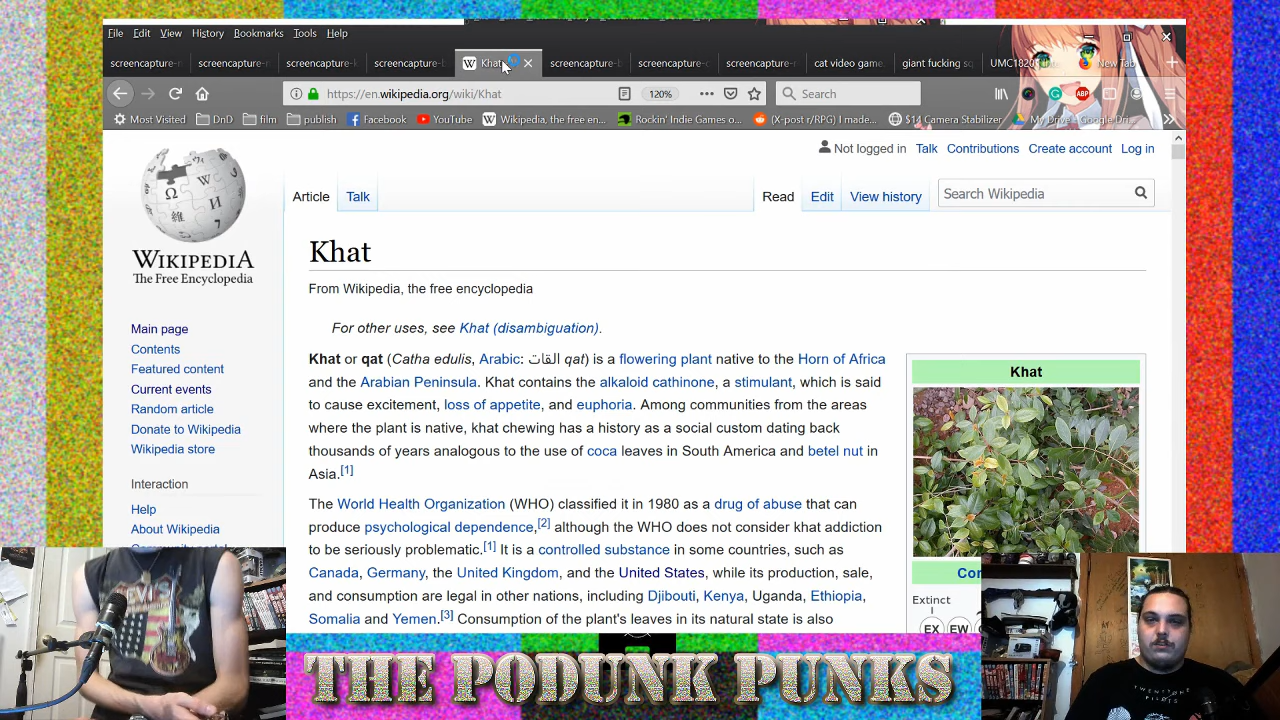 File Edit View History Bookmarks Tools Help
screencapture- screencapture- screencapture- screencapture- Khat screencapture- screencapture- screencapture- cat video game giant fucking sq UMC1820 New Tab
https://en.wikipedia.org/wiki/Khat 120% Search
Most Visited DnD film publish Facebook YouTube Wikipedia, the free en... Rockin' Indie Games o... (X-post r/RPG) I made... $14 Camera Stabilizer My Drive - Google Dri...
Not logged in Talk Contributions Create account Log in
Article Talk Read Edit View history Search Wikipedia
WIKIPEDIA
The Free Encyclopedia
Main page
Contents
Featured content
Current events
Random article
Donate to Wikipedia
Wikipedia store
Interaction
Help
About Wikipedia
Khat
From Wikipedia, the free encyclopedia
For other uses, see Khat (disambiguation).
Khat or qat (Catha edulis, Arabic: القات qat) is a flowering plant native to the Horn of Africa
and the Arabian Peninsula. Khat contains the alkaloid cathinone, a stimulant, which is said
to cause excitement, loss of appetite, and euphoria. Among communities from the areas
where the plant is native, khat chewing has a history as a social custom dating back
thousands of years analogous to the use of coca leaves in South America and betel nut in
Asia.[1]
The World Health Organization (WHO) classified it in 1980 as a drug of abuse that can
produce psychological dependence,[2] although the WHO does not consider khat addiction
to be seriously problematic.[1] It is a controlled substance in some countries, such as
Canada, Germany, the United Kingdom, and the United States, while its production, sale,
and consumption are legal in other nations, including Djibouti, Kenya, Uganda, Ethiopia,
Somalia and Yemen.[3] Consumption of the plant's leaves in its natural state is also
Khat
Con
Extinct
EX EW
THE PODUNK PUNKS
TWENTY ONE
PILOTS